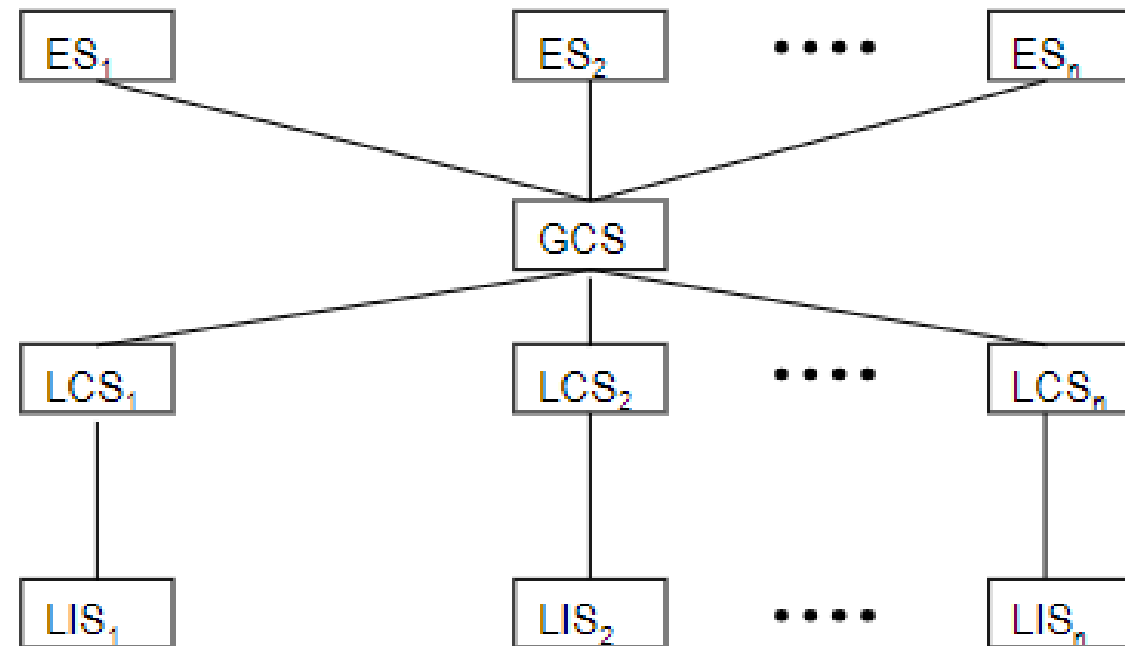 ES₁ ES₂ •••• ESₙ
GCS
LCS₁ LCS₂ •••• LCSₙ
LIS₁ LIS₂ •••• LISₙ